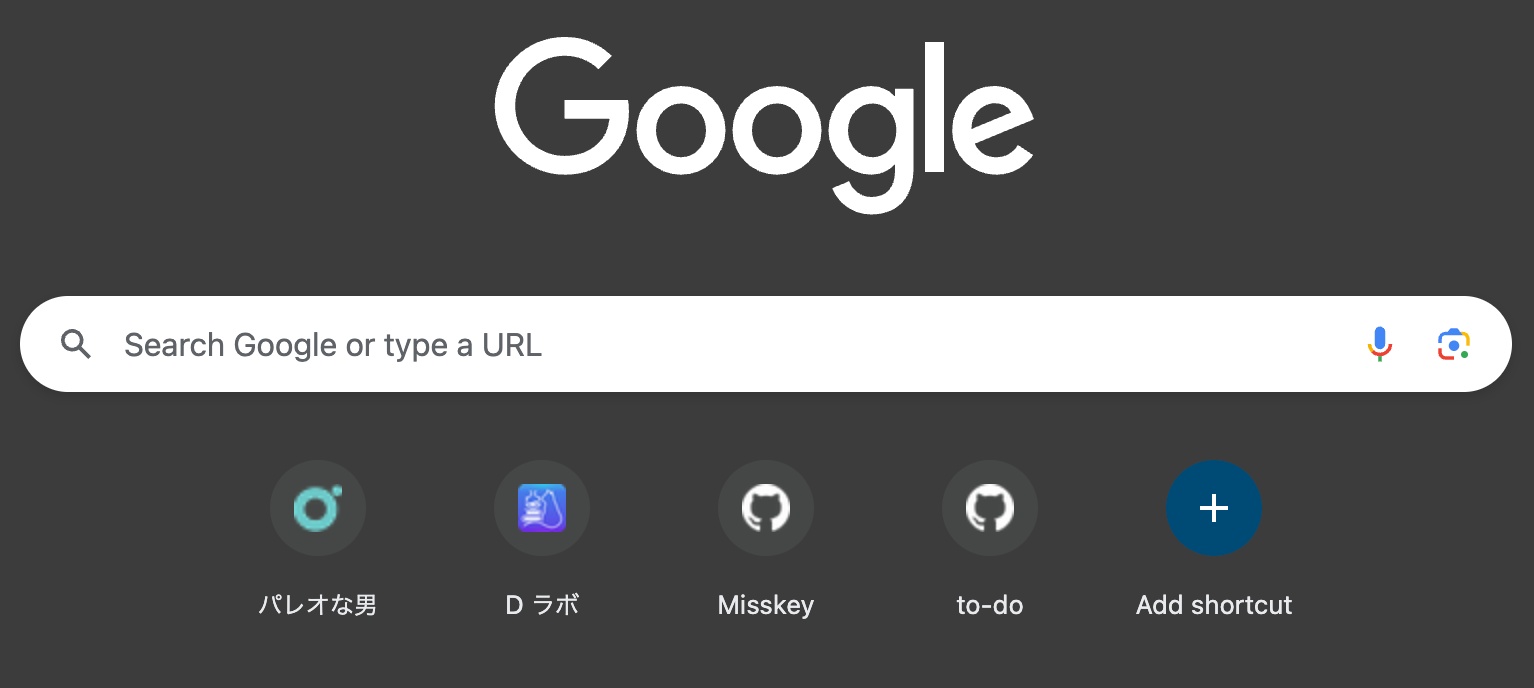 Google
Search Google or type a URL
パレオな男
D ラボ
Misskey
to-do
Add shortcut